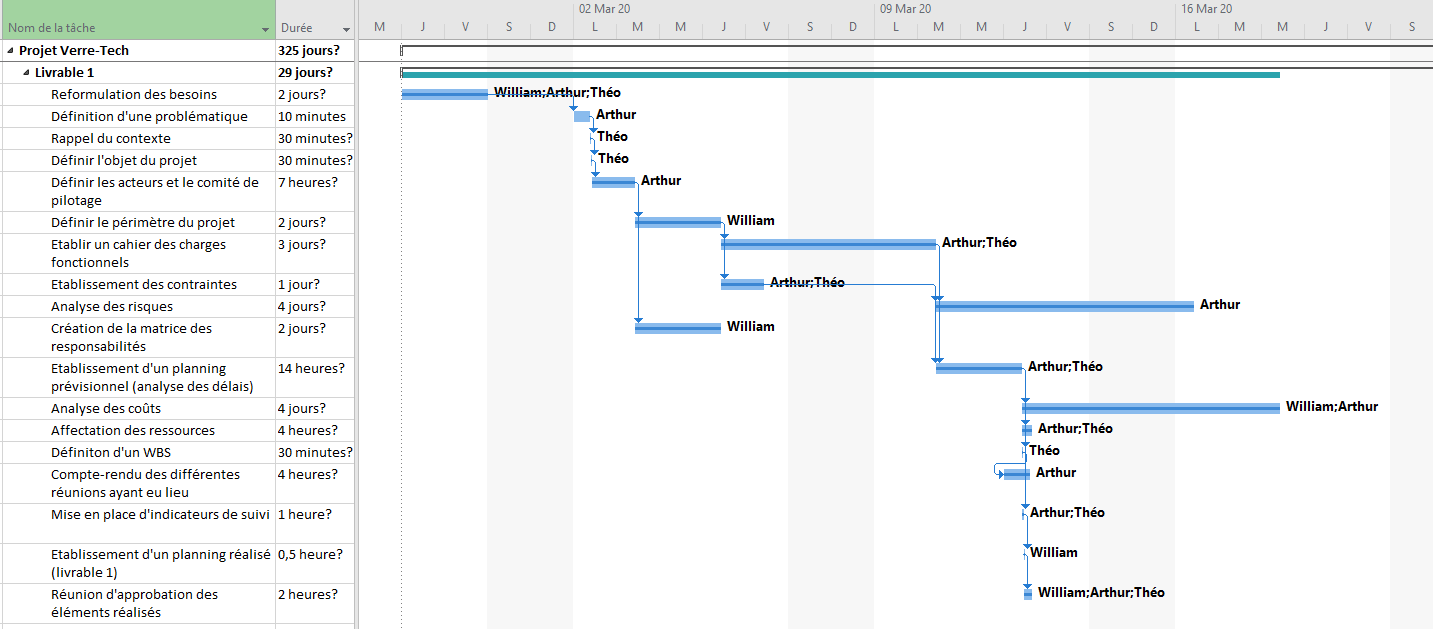 02 Mar 20 09 Mar 20 16 Mar 20
Nom de la tâche Durée M J V S D L M M J V S D L M M J V S D L M M J V S
Projet Verre-Tech 325 jours?
Livrable 1 29 jours?
Reformulation des besoins 2 jours? William;Arthur;Théo
Définition d'une problématique 10 minutes Arthur
Rappel du contexte 30 minutes? Théo
Définir l'objet du projet 30 minutes? Théo
Définir les acteurs et le comité de 7 heures? Arthur
pilotage
Définir le périmètre du projet 2 jours? William
Etablir un cahier des charges 3 jours? Arthur;Théo
fonctionnels
Etablissement des contraintes 1 jour? Arthur;Théo
Analyse des risques 4 jours? Arthur
Création de la matrice des 2 jours? William
responsabilités
Etablissement d'un planning 14 heures? Arthur;Théo
prévisionnel (analyse des délais)
Analyse des coûts 4 jours? William;Arthur
Affectation des ressources 4 heures? Arthur;Théo
Définiton d'un WBS 30 minutes? Théo
Compte-rendu des différentes 4 heures? Arthur
réunions ayant eu lieu
Mise en place d'indicateurs de suivi 1 heure? Arthur;Théo
Etablissement d'un planning réalisé 0,5 heure? William
(livrable 1)
Réunion d'approbation des 2 heures? William;Arthur;Théo
éléments réalisés